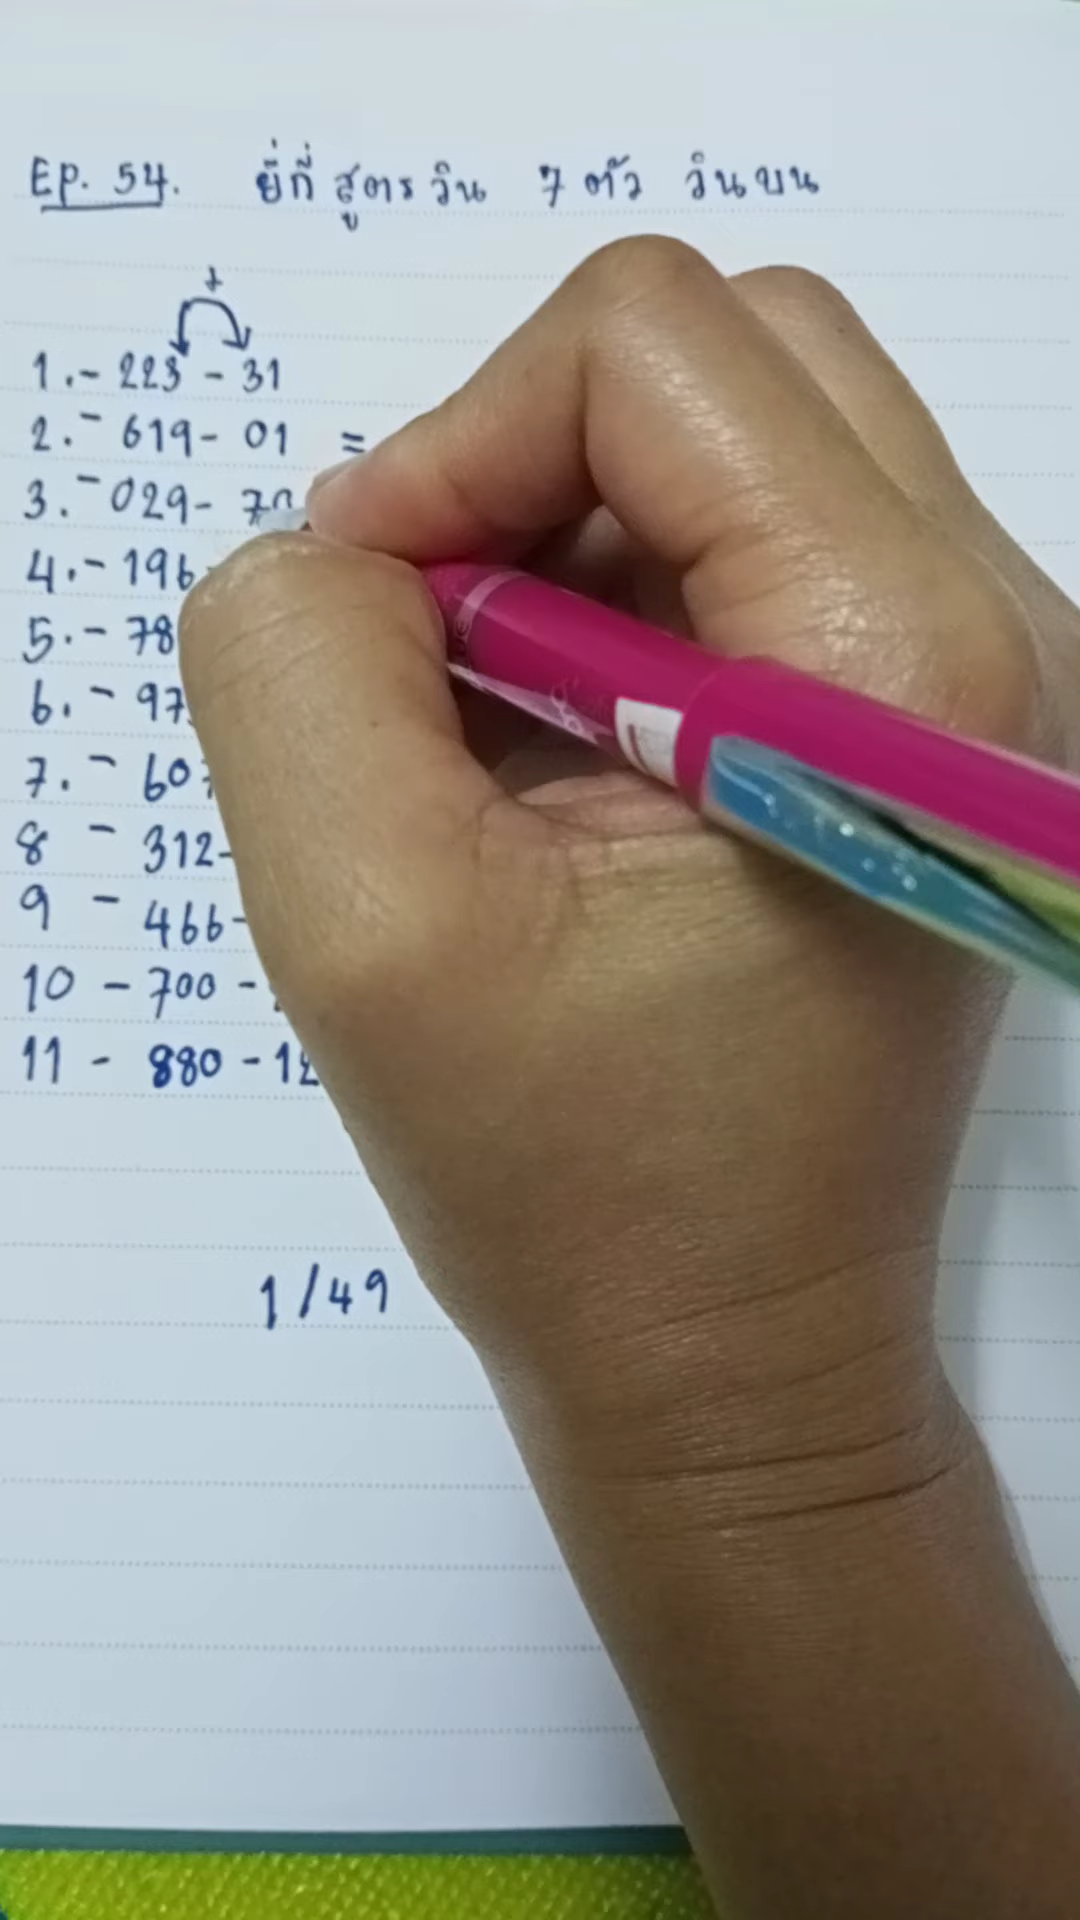 Ep. 54. ยี่กี่ สูตรวิน 7 ตัว วินบน
+
1.- 223 - 31
2.- 619 - 01 =
3.- 029 - 70
4.- 196
5.- 78
6.- 97
7.- 607
8 - 312-
9 - 466-
10 - 700 -
11 - 880 - 12
1/49